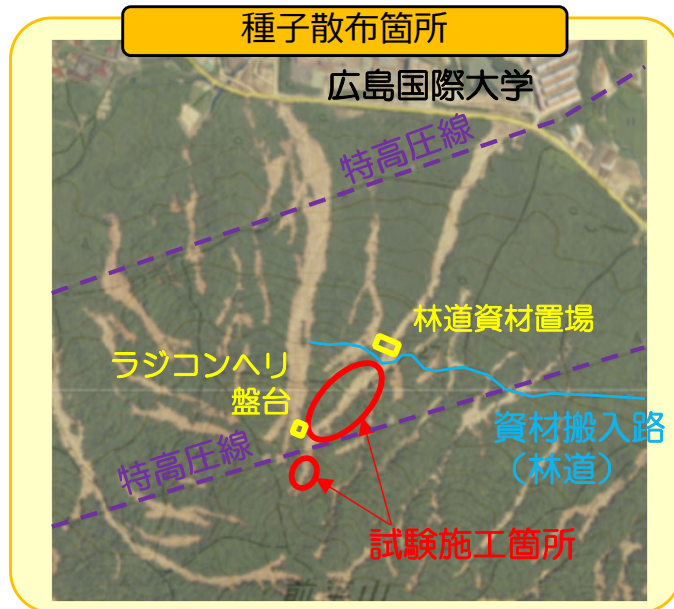 種子散布箇所
広島国際大学
特高圧線
林道資材置場
ラジコンヘリ
盤台
資材搬入路
（林道）
特高圧線
試験施工箇所